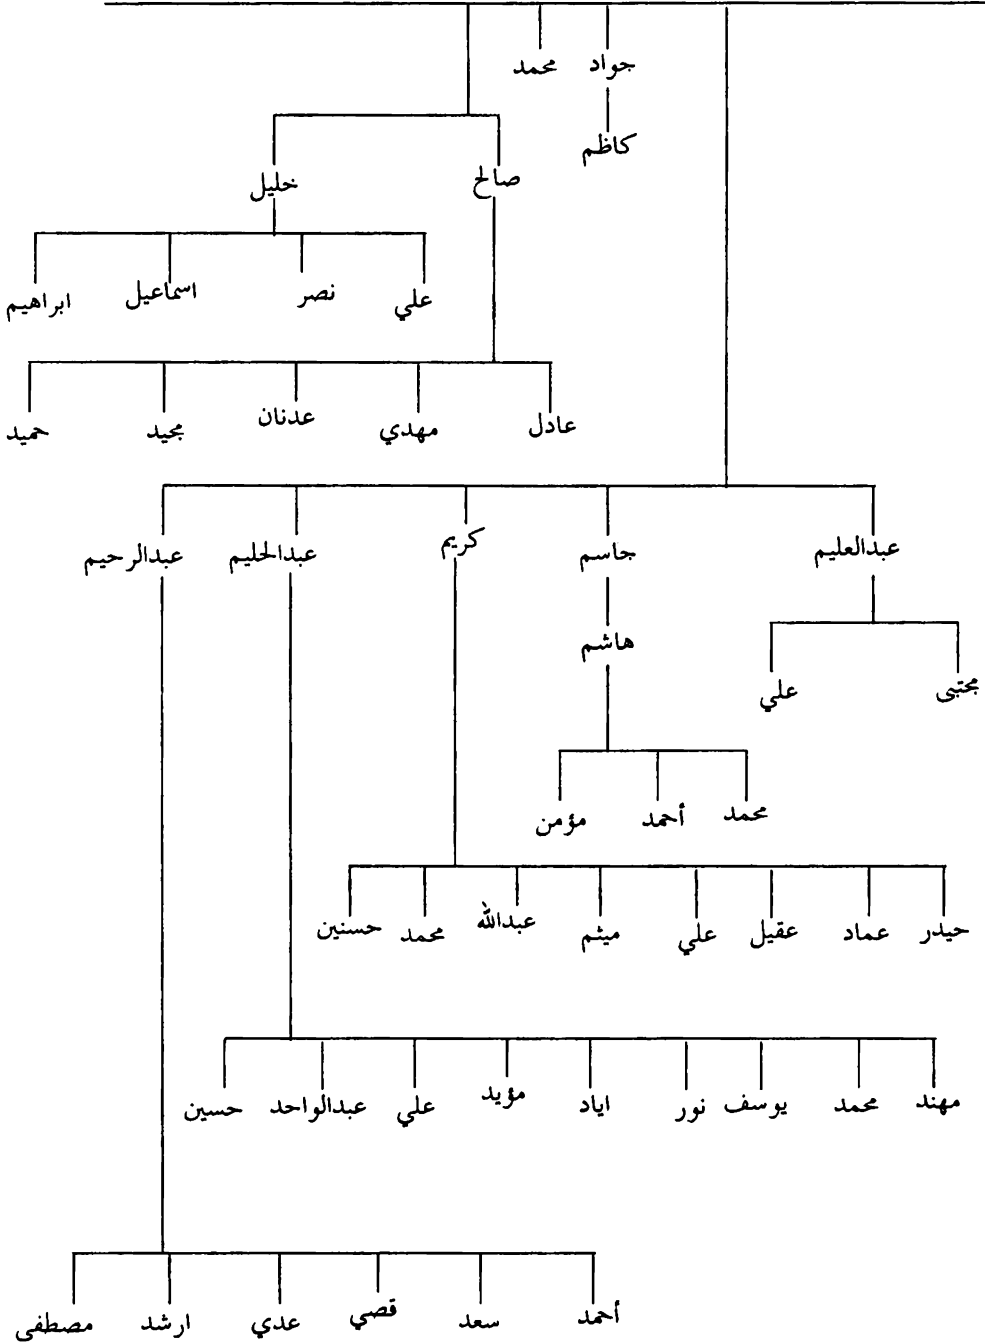 جواد محمد
كاظم
صالح خليل
علي نصر اسماعيل ابراهيم
عادل مهدي عدنان مجيد حميد
عبدالعليم جاسم كريم عبدالحليم عبدالرحيم
هاشم
مجتبى علي
محمد أحمد مؤمن
حيدر عماد عقيل علي ميثم عبدالله محمد حسنين
مهند محمد يوسف نور اياد مؤيد علي عبدالواحد حسين
أحمد سعد قصي عدي ارشد مصطفى